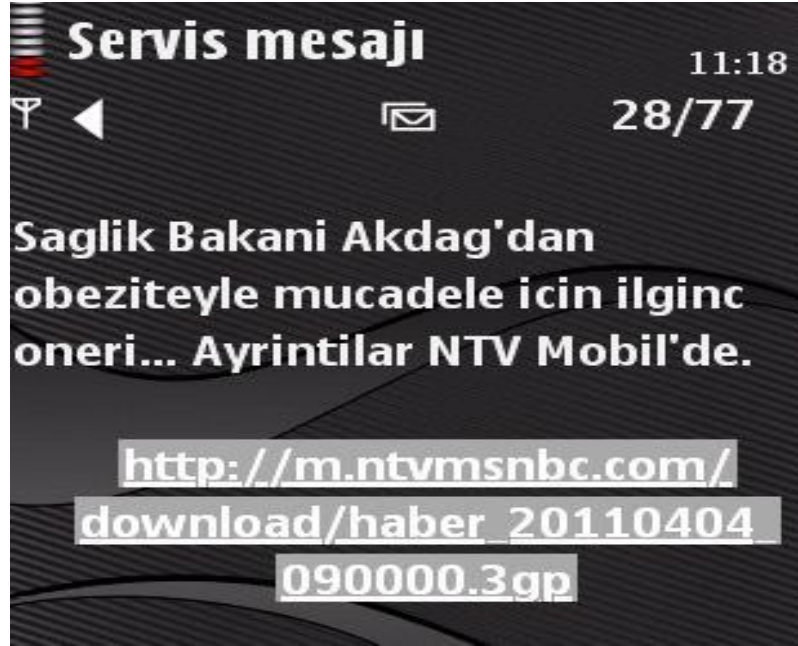 Servis mesajı
11:18
28/77
Saglik Bakani Akdag'dan
obeziteyle mucadele icin ilginc
oneri... Ayrintilar NTV Mobil'de.
http://m.ntvmsnbc.com/
download/haber_20110404_
090000.3gp